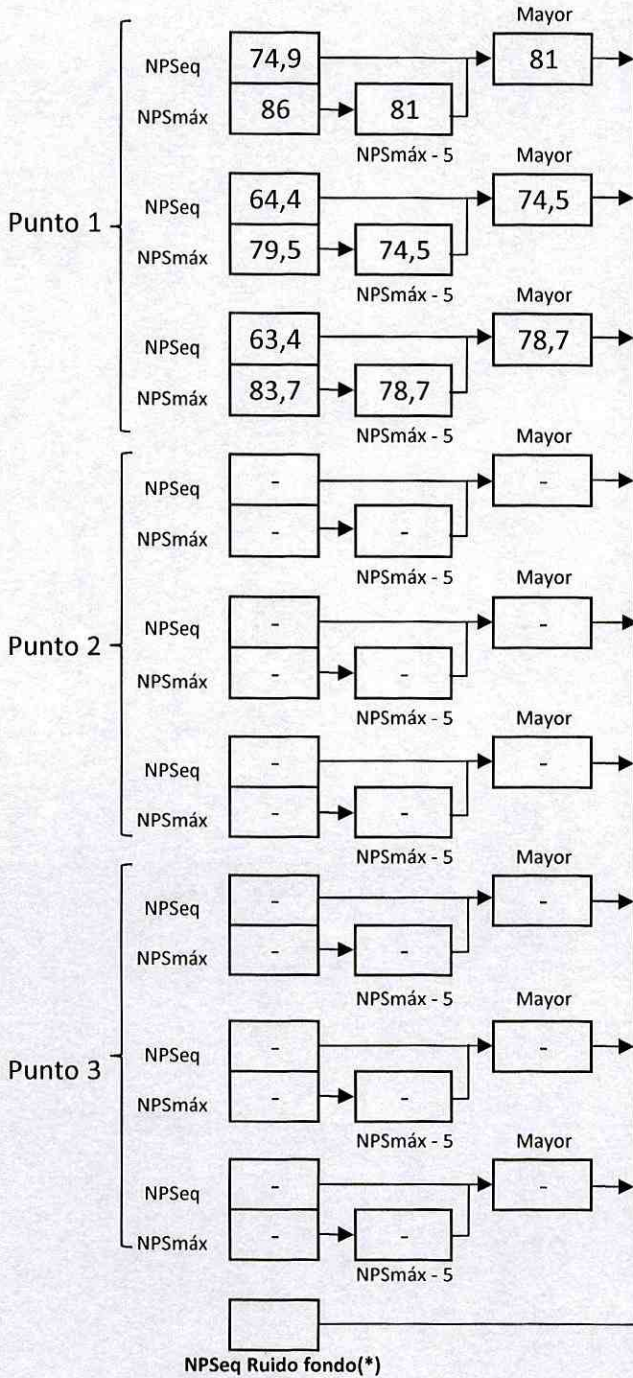 Mayor
NPSeq 74,9 81
NPSmáx 86 81
NPSmáx - 5
Mayor
Punto 1
NPSeq 64,4 74,5
NPSmáx 79,5 74,5
NPSmáx - 5
Mayor
NPSeq 63,4 78,7
NPSmáx 83,7 78,7
NPSmáx - 5
Mayor
NPSeq - -
NPSmáx - -
NPSmáx - 5
Mayor
Punto 2
NPSeq - -
NPSmáx - -
NPSmáx - 5
Mayor
NPSeq - -
NPSmáx - -
NPSmáx - 5
Mayor
NPSeq - -
NPSmáx - -
NPSmáx - 5
Mayor
Punto 3
NPSeq - -
NPSmáx - -
NPSmáx - 5
Mayor
NPSeq - -
NPSmáx - -
NPSmáx - 5
NPSeq Ruido fondo(*)